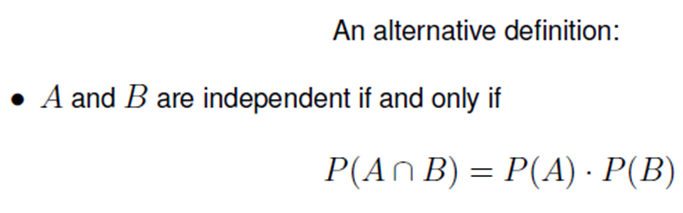 An alternative definition:
• A and B are independent if and only if
P(A ∩ B) = P(A) · P(B)